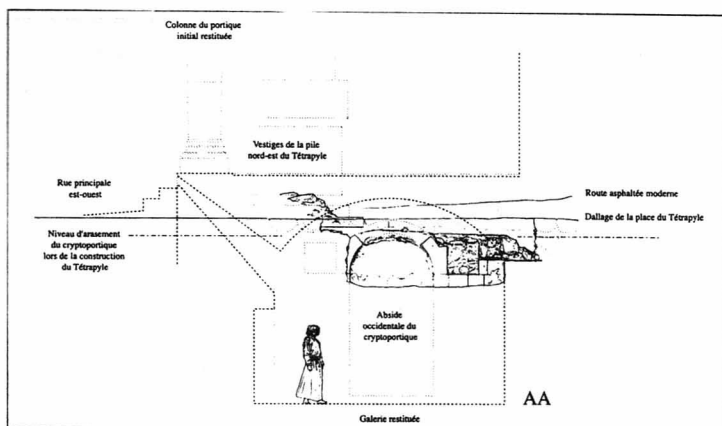 Colonne du portique
initial restituée
Vestiges de la pile
nord-est du Tétrapyle
Rue principale
est-ouest
Route asphaltée moderne
Dallage de la place du Tétrapyle
Niveau d'arasement
du cryptoportique
lors de la construction
du Tétrapyle
Abside
occidentale du
cryptoportique
AA
Galerie restituée